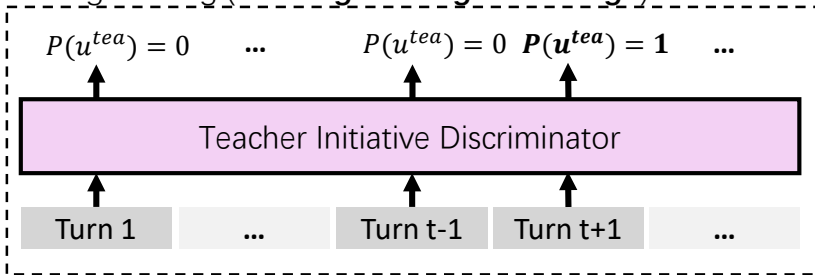 P(u^{tea}) = 0 ... P(u^{tea}) = 0 P(u^{tea}) = 1 ...
Teacher Initiative Discriminator
Turn 1 ... Turn t-1 Turn t+1 ...